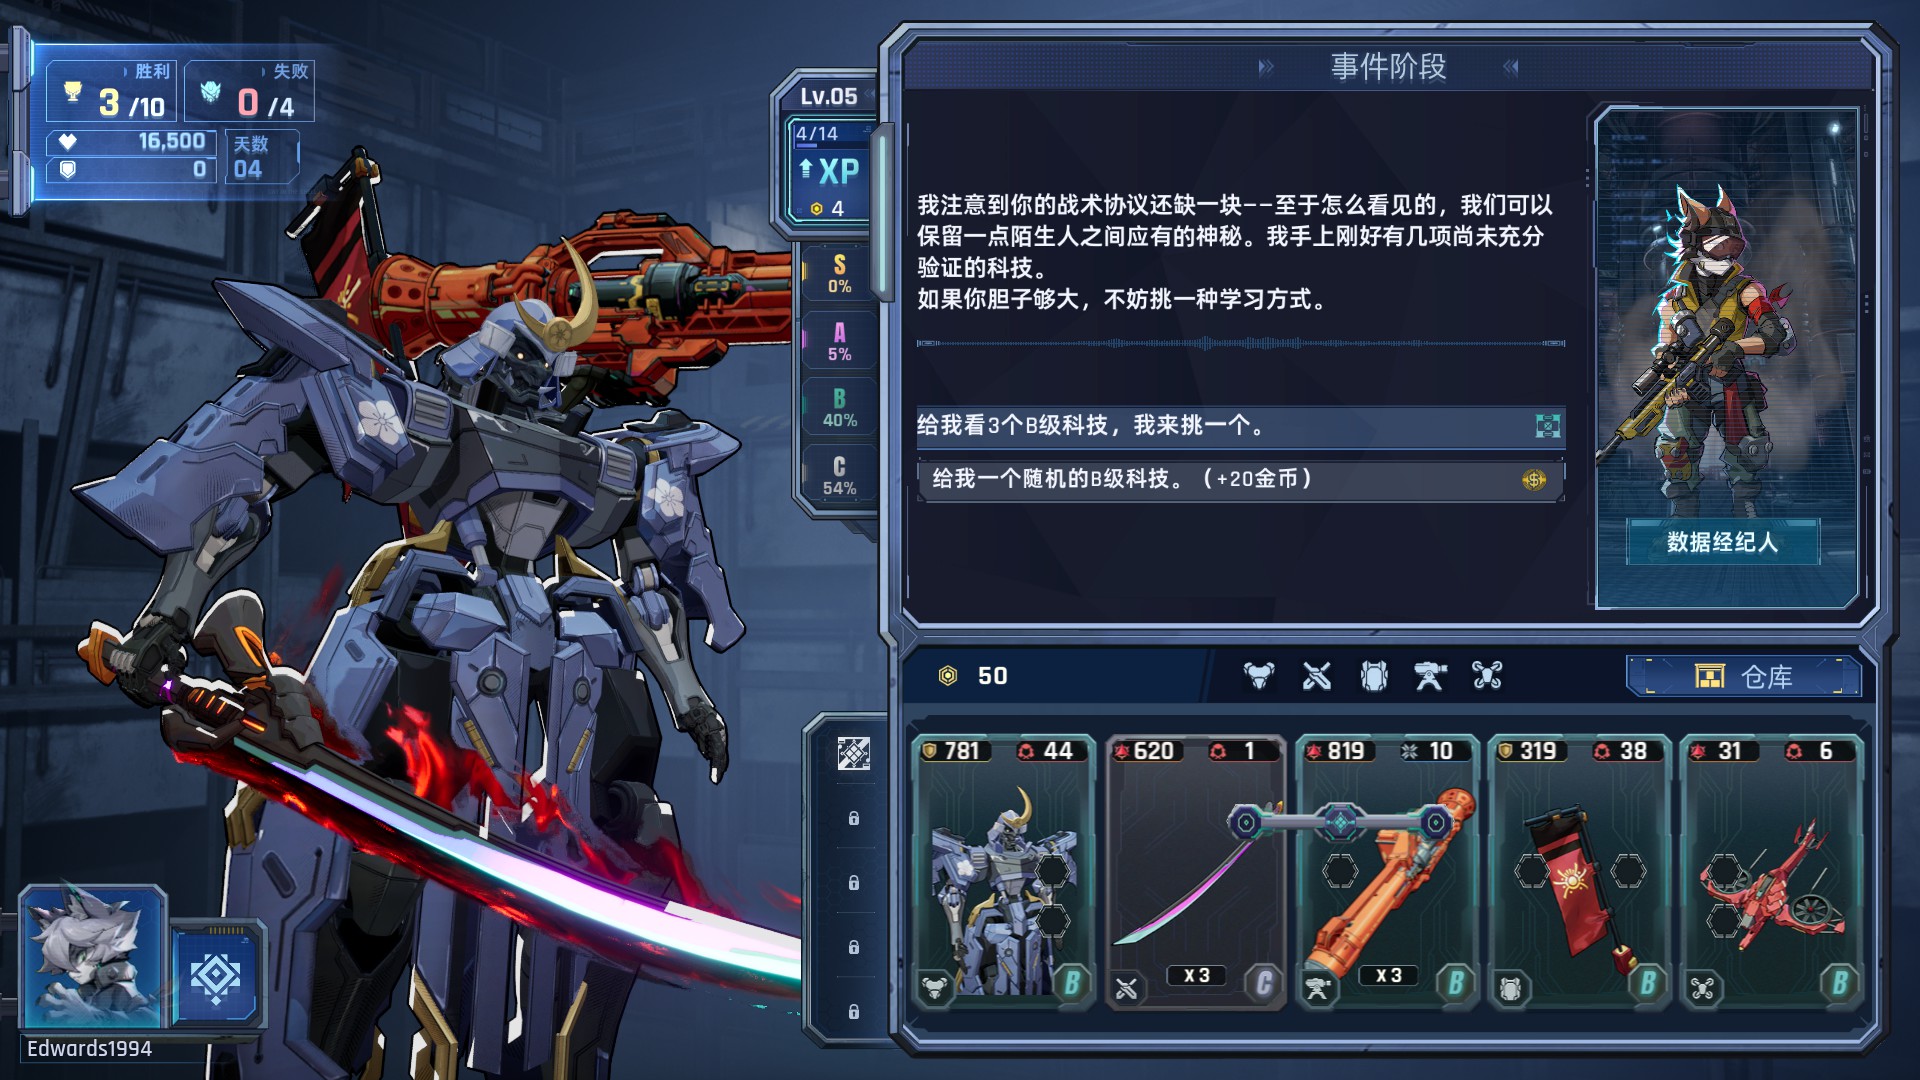 胜利
3 /10
失败
0 /4
16,500
0
天数
04
Lv.05
4/14
XP
4
S
0%
A
5%
B
40%
C
54%
事件阶段
我注意到你的战术协议还缺一块——至于怎么看见的，我们可以
保留一点陌生人之间应有的神秘。我手上刚好有几项尚未充分
验证的科技。
如果你胆子够大，不妨挑一种学习方式。
给我看3个B级科技，我来挑一个。
给我一个随机的B级科技。（+20金币）
数据经纪人
50
仓库
781 44
B
620 1
x3
C
819 10
x3
B
319 38
B
31 6
B
Edwards1994